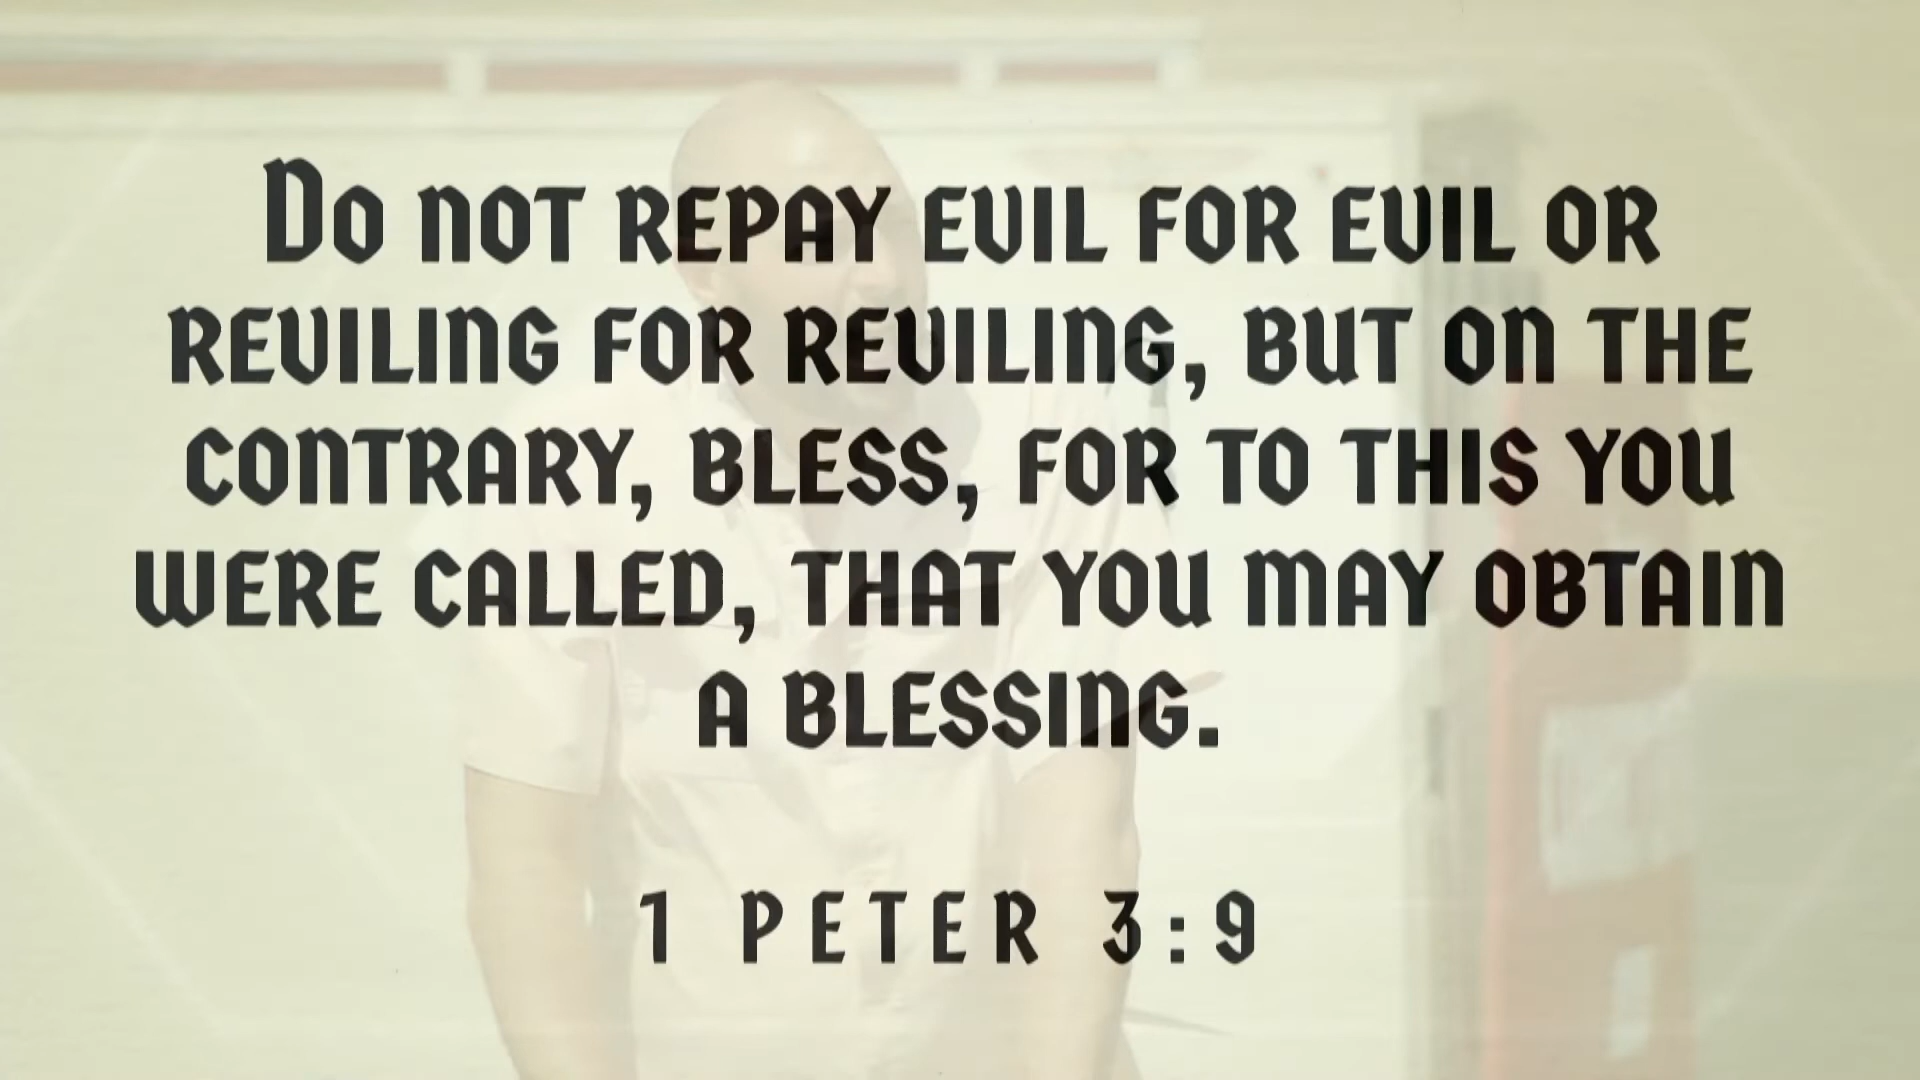 Do not repay evil for evil or
reviling for reviling, but on the
contrary, bless, for to this you
were called, that you may obtain
a blessing.
1 PETER 3:9